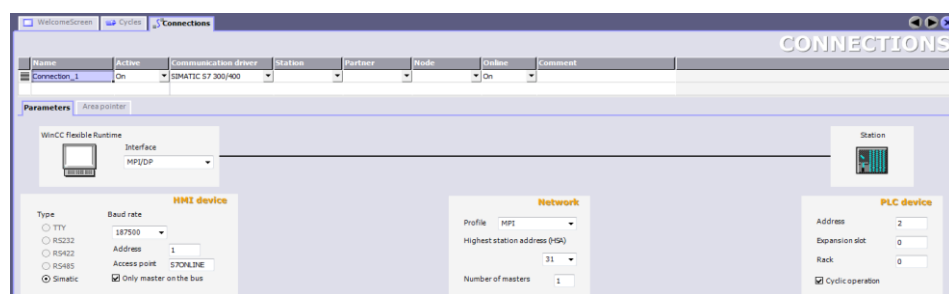 WelcomeScreen Cycles Connections
CONNECTIONS
Name Active Communication driver Station Partner Node Online Comment
Connection_1 On SIMATIC S7 300/400 On
Parameters Area pointer
WinCC flexible Runtime Station
Interface
MPI/DP
HMI device Network PLC device
Type Baud rate Profile MPI Address 2
TTY 187500
RS232 Highest station address (HSA) Expansion slot 0
RS422 Address 1
RS485 Access point S7ONLINE 31 Rack 0
Simatic Only master on the bus Number of masters 1 Cyclic operation